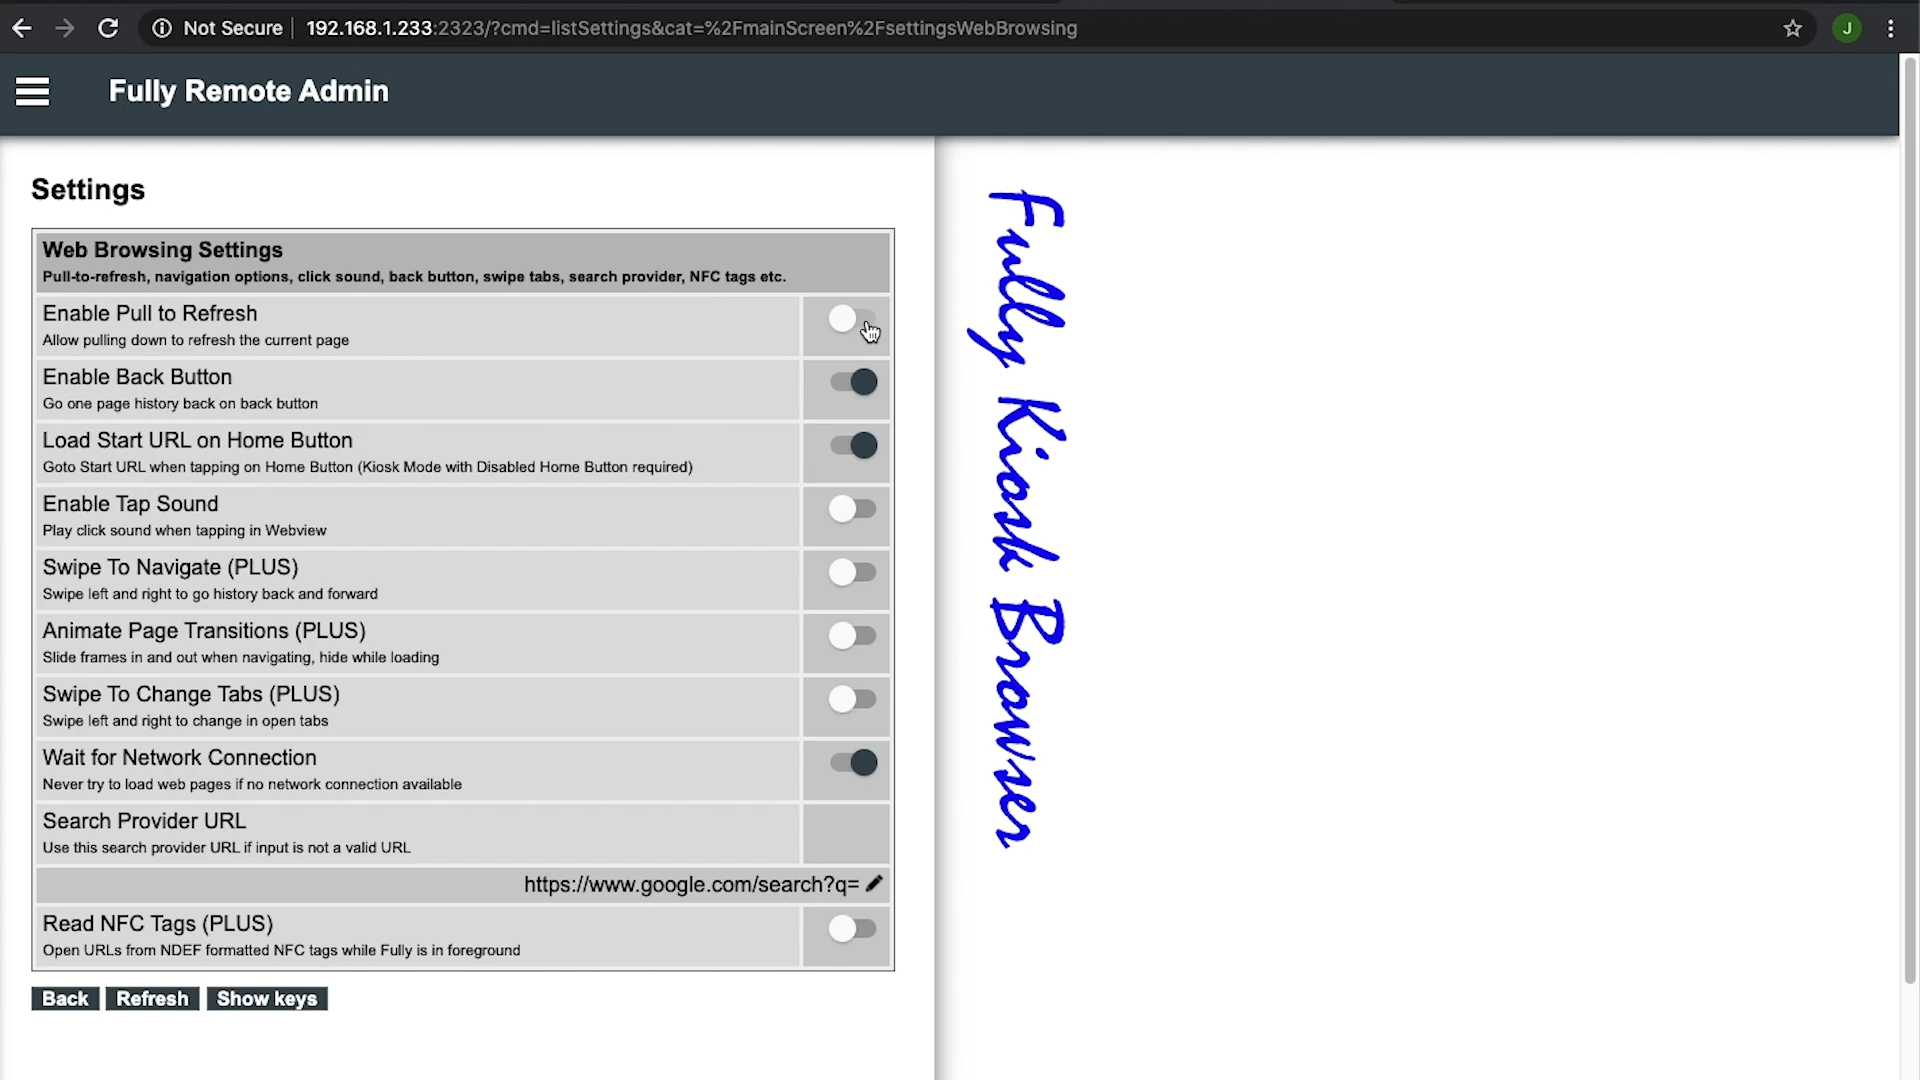 Not Secure 192.168.1.233:2323/?cmd=listSettings&cat=%2FmainScreen%2FsettingsWebBrowsing
J
Fully Remote Admin
Settings
Web Browsing Settings
Pull-to-refresh, navigation options, click sound, back button, swipe tabs, search provider, NFC tags etc.
Enable Pull to Refresh
Allow pulling down to refresh the current page
Enable Back Button
Go one page history back on back button
Load Start URL on Home Button
Goto Start URL when tapping on Home Button (Kiosk Mode with Disabled Home Button required)
Enable Tap Sound
Play click sound when tapping in Webview
Swipe To Navigate (PLUS)
Swipe left and right to go history back and forward
Animate Page Transitions (PLUS)
Slide frames in and out when navigating, hide while loading
Swipe To Change Tabs (PLUS)
Swipe left and right to change in open tabs
Wait for Network Connection
Never try to load web pages if no network connection available
Search Provider URL
Use this search provider URL if input is not a valid URL
https://www.google.com/search?q=
Read NFC Tags (PLUS)
Open URLs from NDEF formatted NFC tags while Fully is in foreground
Back Refresh Show keys
Fully Kiosk Browser